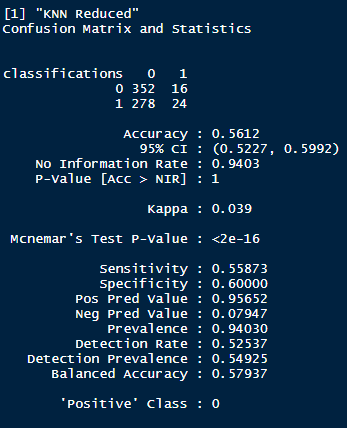 [1] "KNN Reduced"
Confusion Matrix and Statistics
classifications 0 1
0 352 16
1 278 24
Accuracy : 0.5612
95% CI : (0.5227, 0.5992)
No Information Rate : 0.9403
P-Value [Acc > NIR] : 1
Kappa : 0.039
Mcnemar's Test P-Value : <2e-16
Sensitivity : 0.55873
Specificity : 0.60000
Pos Pred Value : 0.95652
Neg Pred Value : 0.07947
Prevalence : 0.94030
Detection Rate : 0.52537
Detection Prevalence : 0.54925
Balanced Accuracy : 0.57937
'Positive' Class : 0